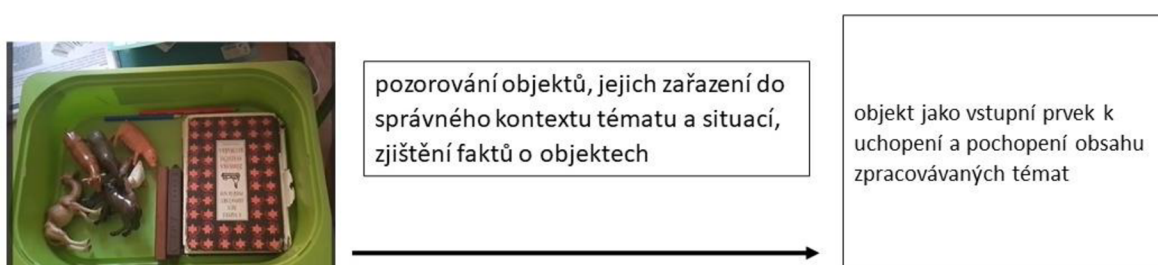 pozorování objektů, jejich zařazení do
správného kontextu tématu a situací,
zjištění faktů o objektech
objekt jako vstupní prvek k
uchopení a pochopení obsahu
zpracovávaných témat